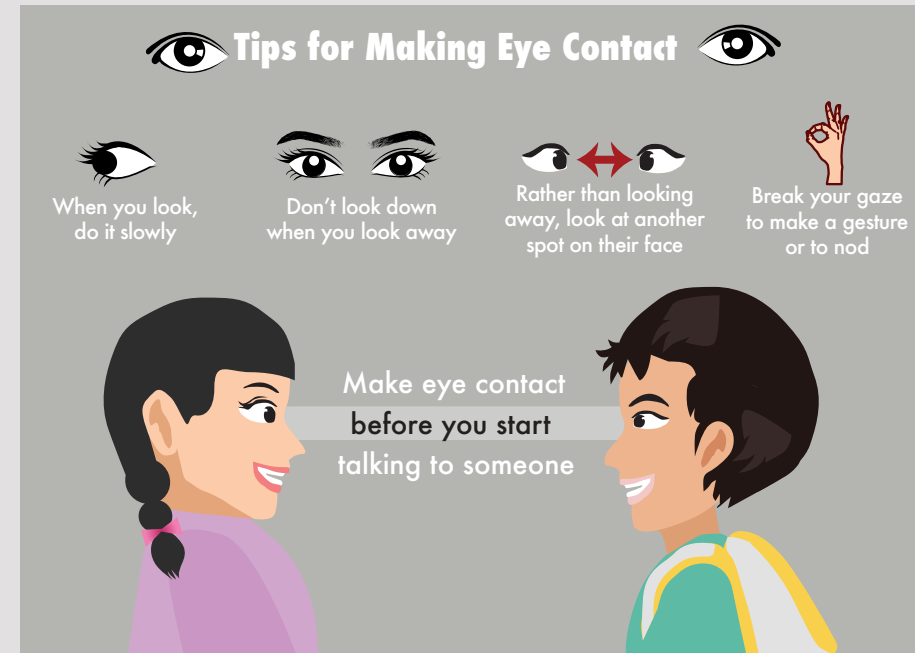 Tips for Making Eye Contact
When you look,
do it slowly
Don't look down
when you look away
Rather than looking
away, look at another
spot on their face
Break your gaze
to make a gesture
or to nod
Make eye contact
before you start
talking to someone